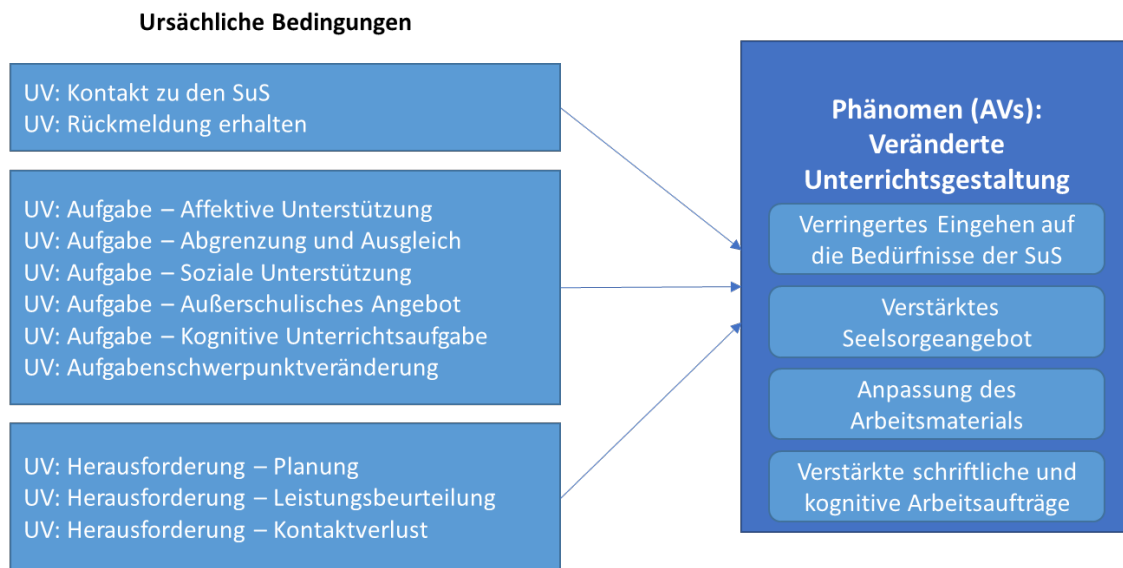 Ursächliche Bedingungen
UV: Kontakt zu den SuS
UV: Rückmeldung erhalten
UV: Aufgabe – Affektive Unterstützung
UV: Aufgabe – Abgrenzung und Ausgleich
UV: Aufgabe – Soziale Unterstützung
UV: Aufgabe – Außerschulisches Angebot
UV: Aufgabe – Kognitive Unterrichtsaufgabe
UV: Aufgabenschwerpunktveränderung
UV: Herausforderung – Planung
UV: Herausforderung – Leistungsbeurteilung
UV: Herausforderung – Kontaktverlust
Phänomen (AVs):
Veränderte
Unterrichtsgestaltung
Verringertes Eingehen auf
die Bedürfnisse der SuS
Verstärktes
Seelsorgeangebot
Anpassung des
Arbeitsmaterials
Verstärkte schriftliche und
kognitive Arbeitsaufträge